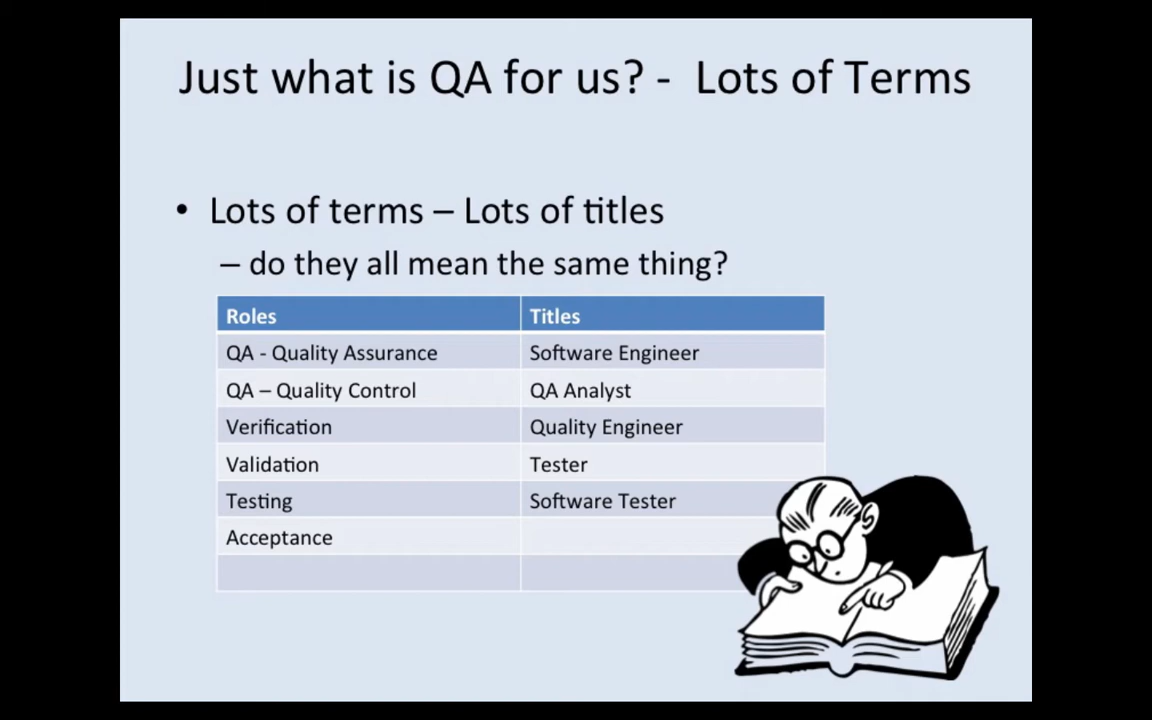 Just what is QA for us? - Lots of Terms
• Lots of terms – Lots of titles
– do they all mean the same thing?
Roles Titles
QA - Quality Assurance Software Engineer
QA – Quality Control QA Analyst
Verification Quality Engineer
Validation Tester
Testing Software Tester
Acceptance